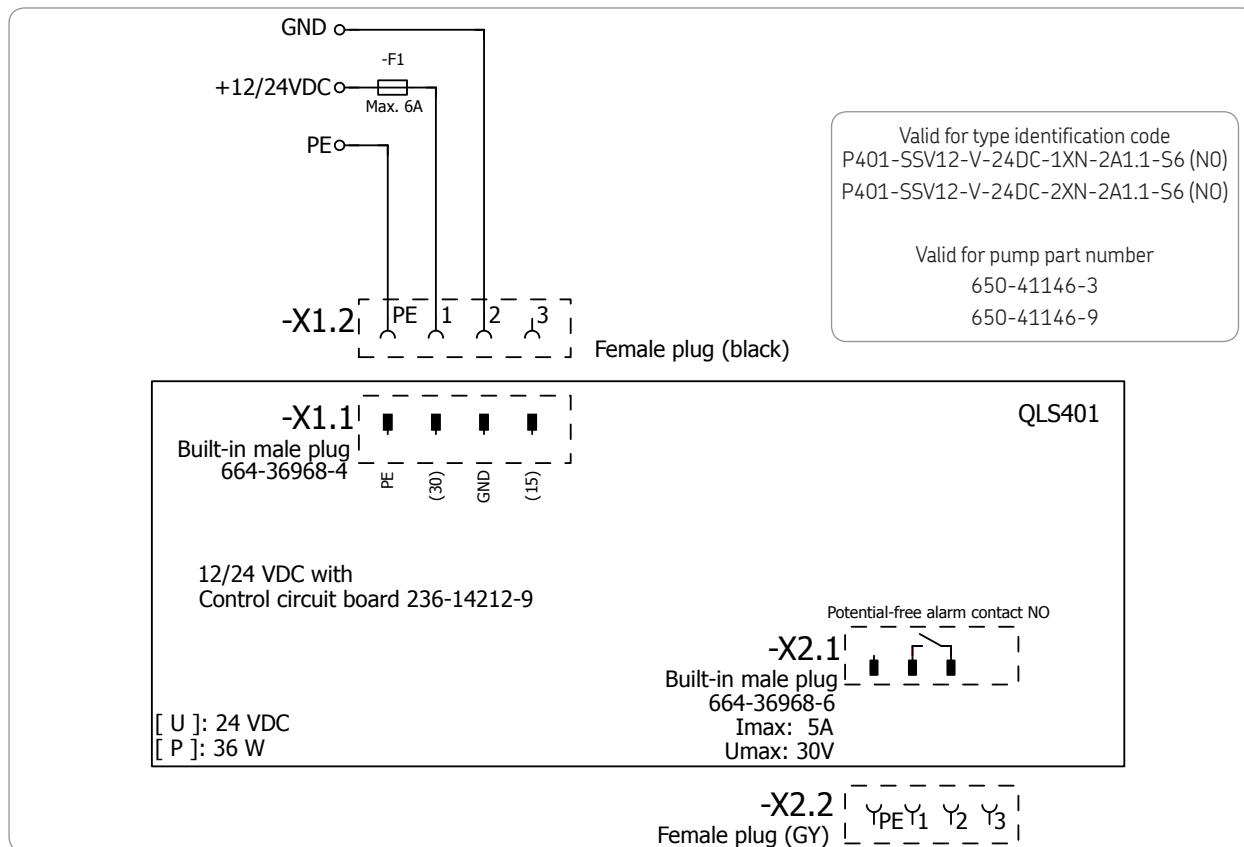 GND
-F1
+12/24VDC
Max. 6A
PE
Valid for type identification code
P401-SSV12-V-24DC-1XN-2A1.1-S6 (NO)
P401-SSV12-V-24DC-2XN-2A1.1-S6 (NO)
Valid for pump part number
650-41146-3
650-41146-9
-X1.2
PE 1 2 3
Female plug (black)
-X1.1
Built-in male plug
664-36968-4
PE
(30)
GND
(15)
QLS401
12/24 VDC with
Control circuit board 236-14212-9
Potential-free alarm contact NO
-X2.1
Built-in male plug
664-36968-6
Imax: 5A
Umax: 30V
[ U ]: 24 VDC
[ P ]: 36 W
-X2.2
PE 1 2 3
Female plug (GY)